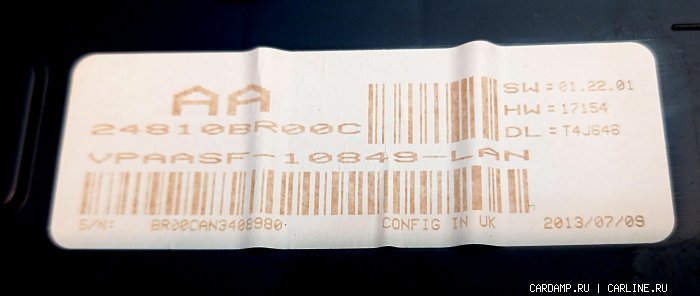 AA
24810BR00C
VPAASF-10849-LAN
SW = 01.22.01
HW = 17154
DL = T4JG46
S/N: BR00CAN3408980 CONFIG IN UK 2013/07/09
CARDAMP.RU | CARLINE.RU